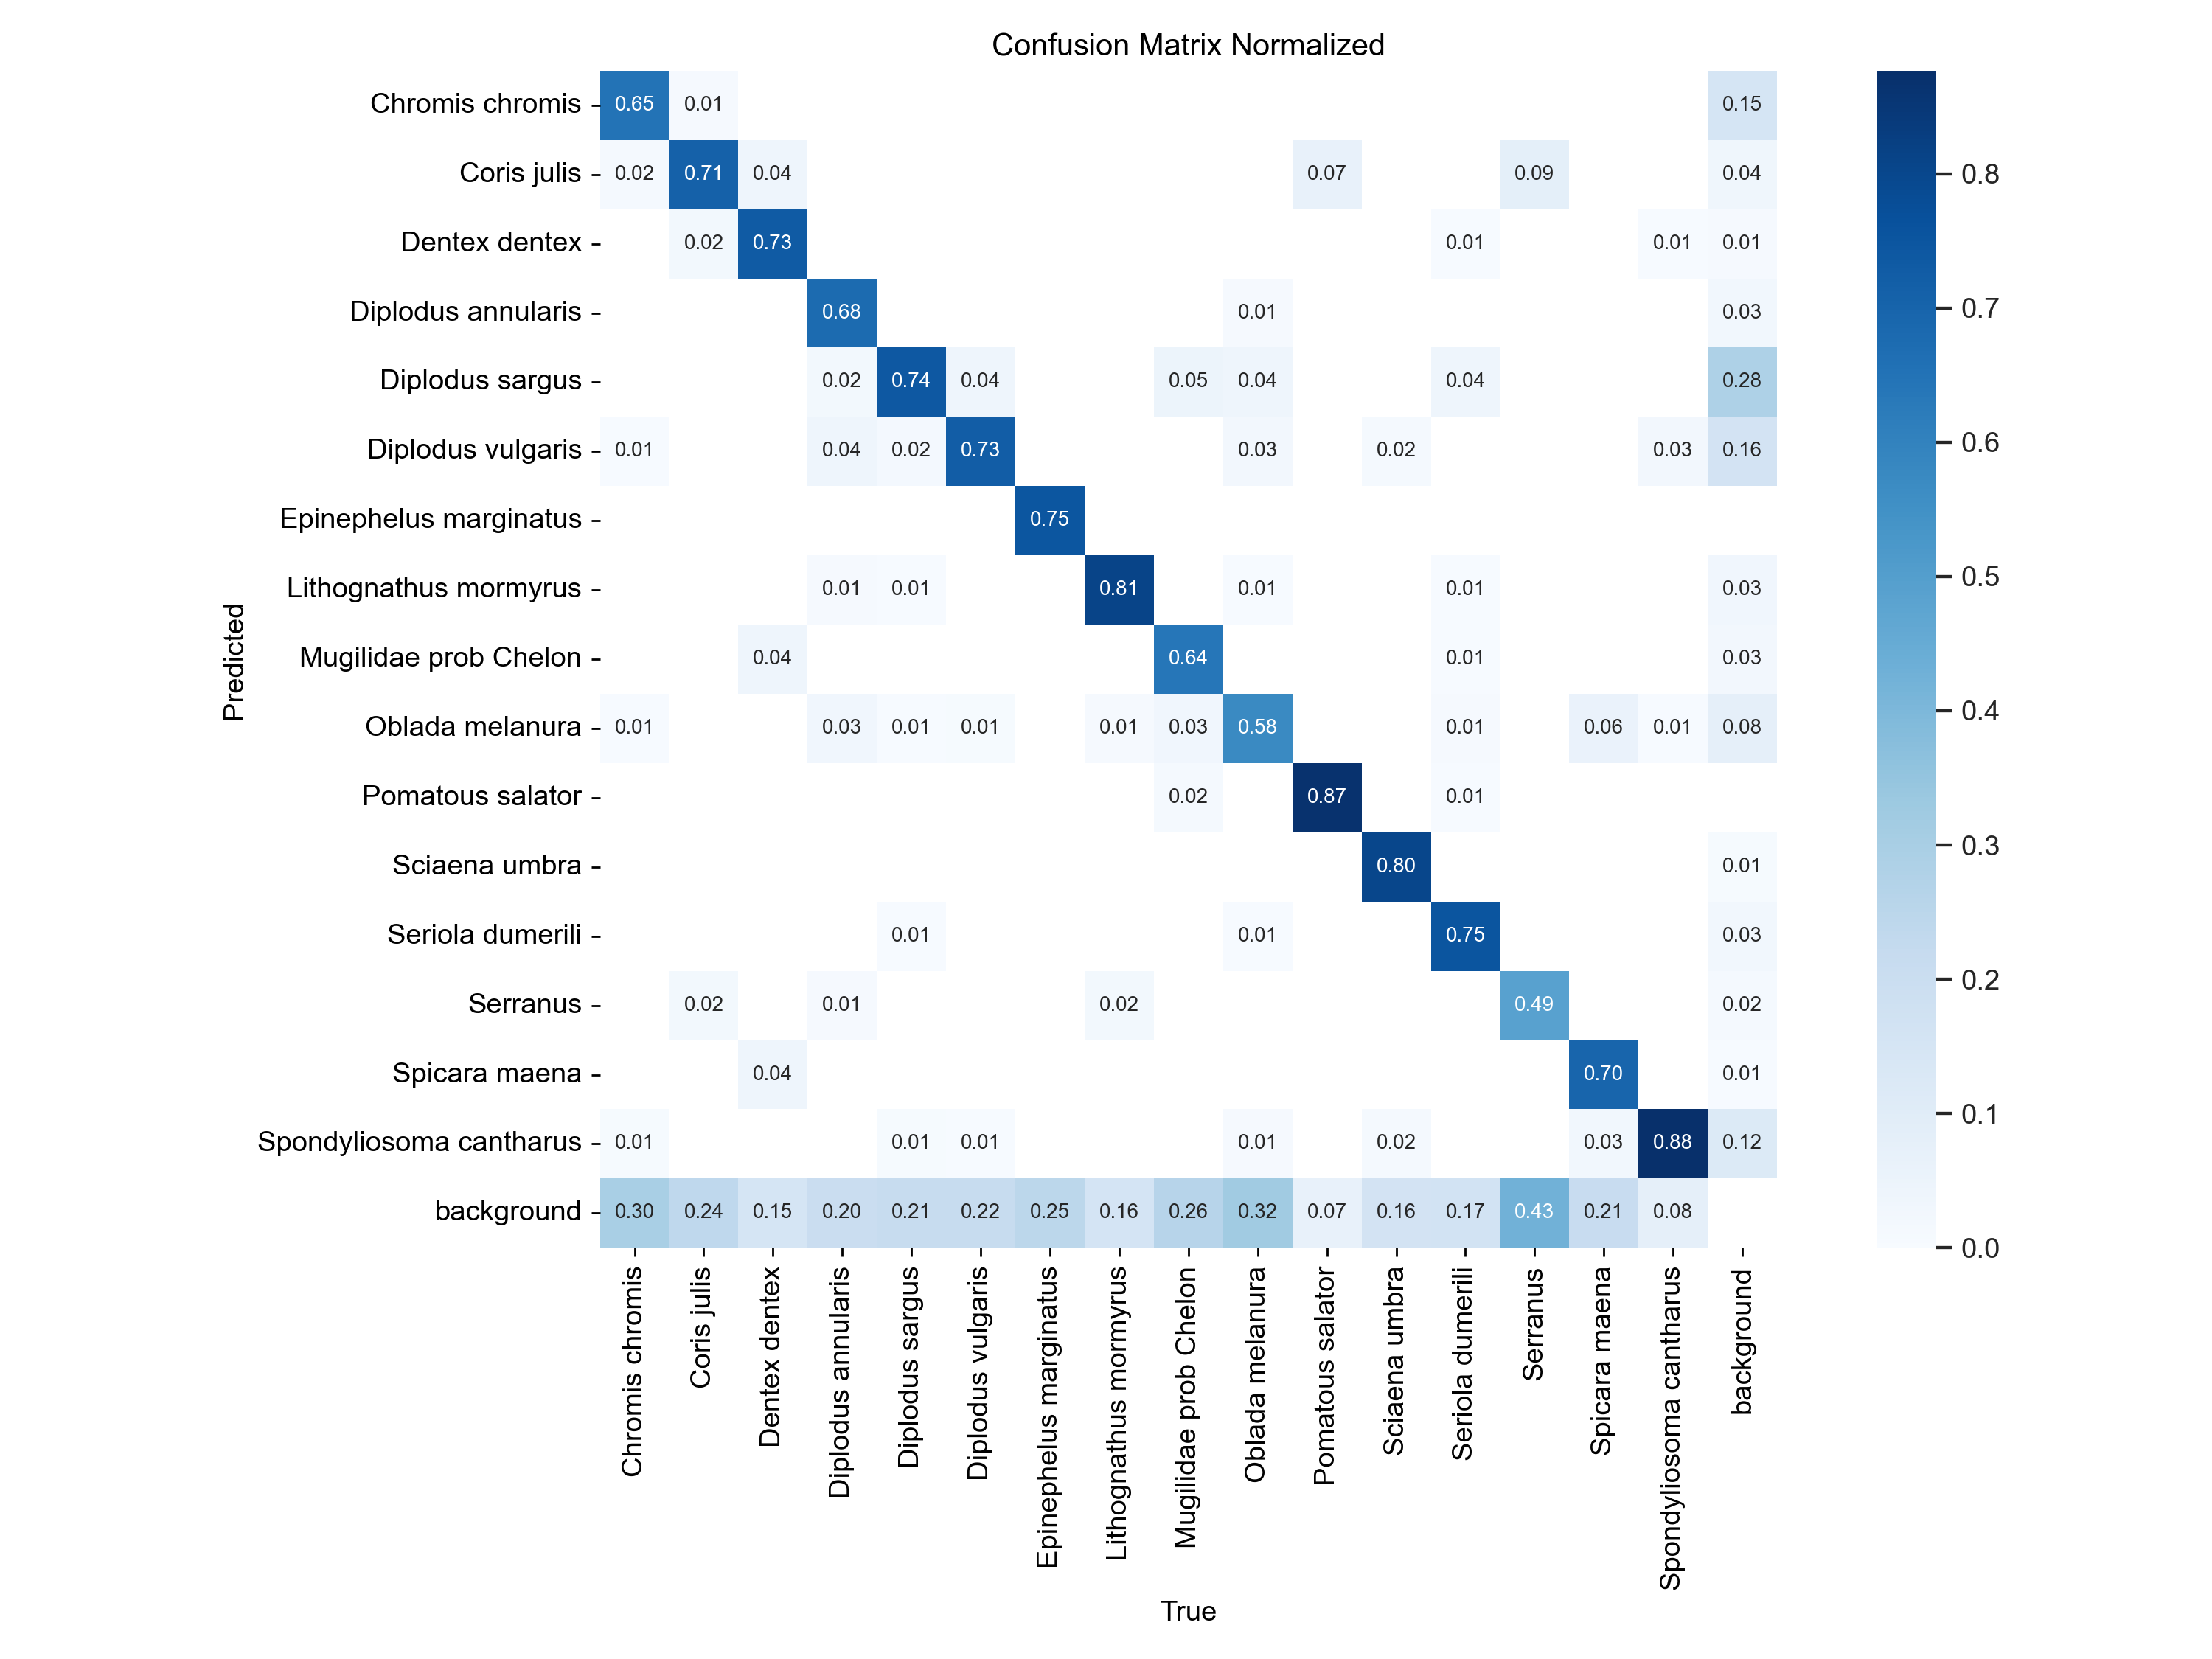 Confusion Matrix Normalized
Chromis chromis 0.65 0.01 0.15
Coris julis 0.02 0.71 0.04 0.07 0.09 0.04
Dentex dentex 0.02 0.73 0.01 0.01 0.01
Diplodus annularis 0.68 0.01 0.03
Diplodus sargus 0.02 0.74 0.04 0.05 0.04 0.04 0.28
Diplodus vulgaris 0.01 0.04 0.02 0.73 0.03 0.02 0.03 0.16
Epinephelus marginatus 0.75
Lithognathus mormyrus 0.01 0.01 0.81 0.01 0.01 0.03
Mugilidae prob Chelon 0.04 0.64 0.01 0.03
Oblada melanura 0.01 0.03 0.01 0.01 0.01 0.03 0.58 0.01 0.06 0.01 0.08
Pomatous salator 0.02 0.87 0.01
Sciaena umbra 0.80 0.01
Seriola dumerili 0.01 0.01 0.75 0.03
Serranus 0.02 0.01 0.02 0.49 0.02
Spicara maena 0.04 0.70 0.01
Spondyliosoma cantharus 0.01 0.01 0.01 0.01 0.02 0.03 0.88 0.12
background 0.30 0.24 0.15 0.20 0.21 0.22 0.25 0.16 0.26 0.32 0.07 0.16 0.17 0.43 0.21 0.08
Predicted
Chromis chromis
Coris julis
Dentex dentex
Diplodus annularis
Diplodus sargus
Diplodus vulgaris
Epinephelus marginatus
Lithognathus mormyrus
Mugilidae prob Chelon
Oblada melanura
Pomatous salator
Sciaena umbra
Seriola dumerili
Serranus
Spicara maena
Spondyliosoma cantharus
background
True
0.8
0.7
0.6
0.5
0.4
0.3
0.2
0.1
0.0